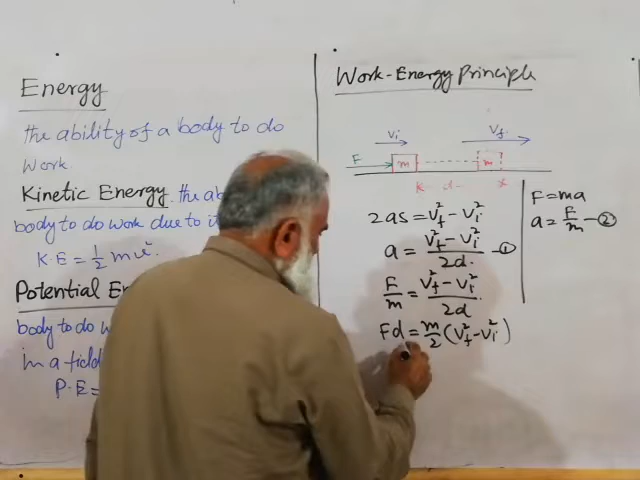 Energy
the ability of a body to do
work.
Kinetic Energy. the ab
body to do work due to it
K.E = 1/2 mv².
Potential En
body to do w
in a field
P.E =
Work-Energy Principle
Vi
Vf
F
m
m
d
2as = Vf² - Vi²
a = (Vf² - Vi²)/2d. — ①
F/m = (Vf² - Vi²)/2d.
Fd = m/2 (Vf² - Vi²)
F = ma
a = F/m — ②